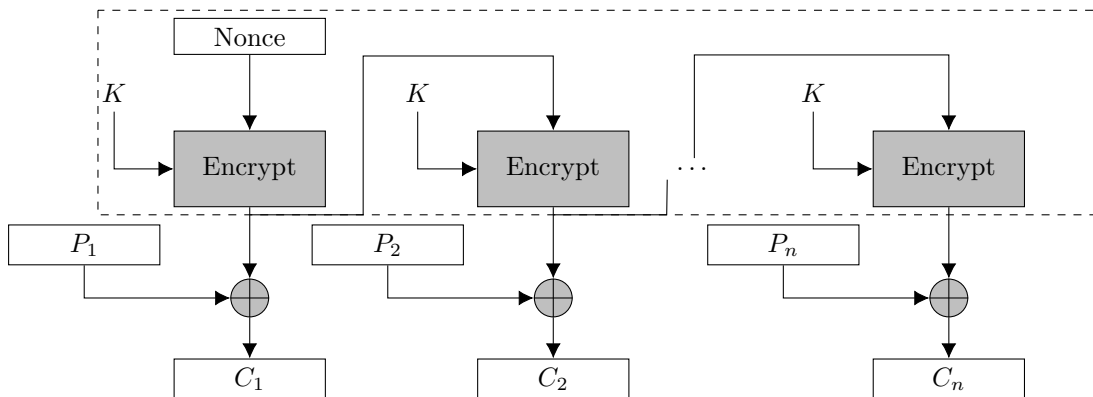 Nonce
K K K
Encrypt Encrypt … Encrypt
P₁ P₂ Pₙ
C₁ C₂ Cₙ